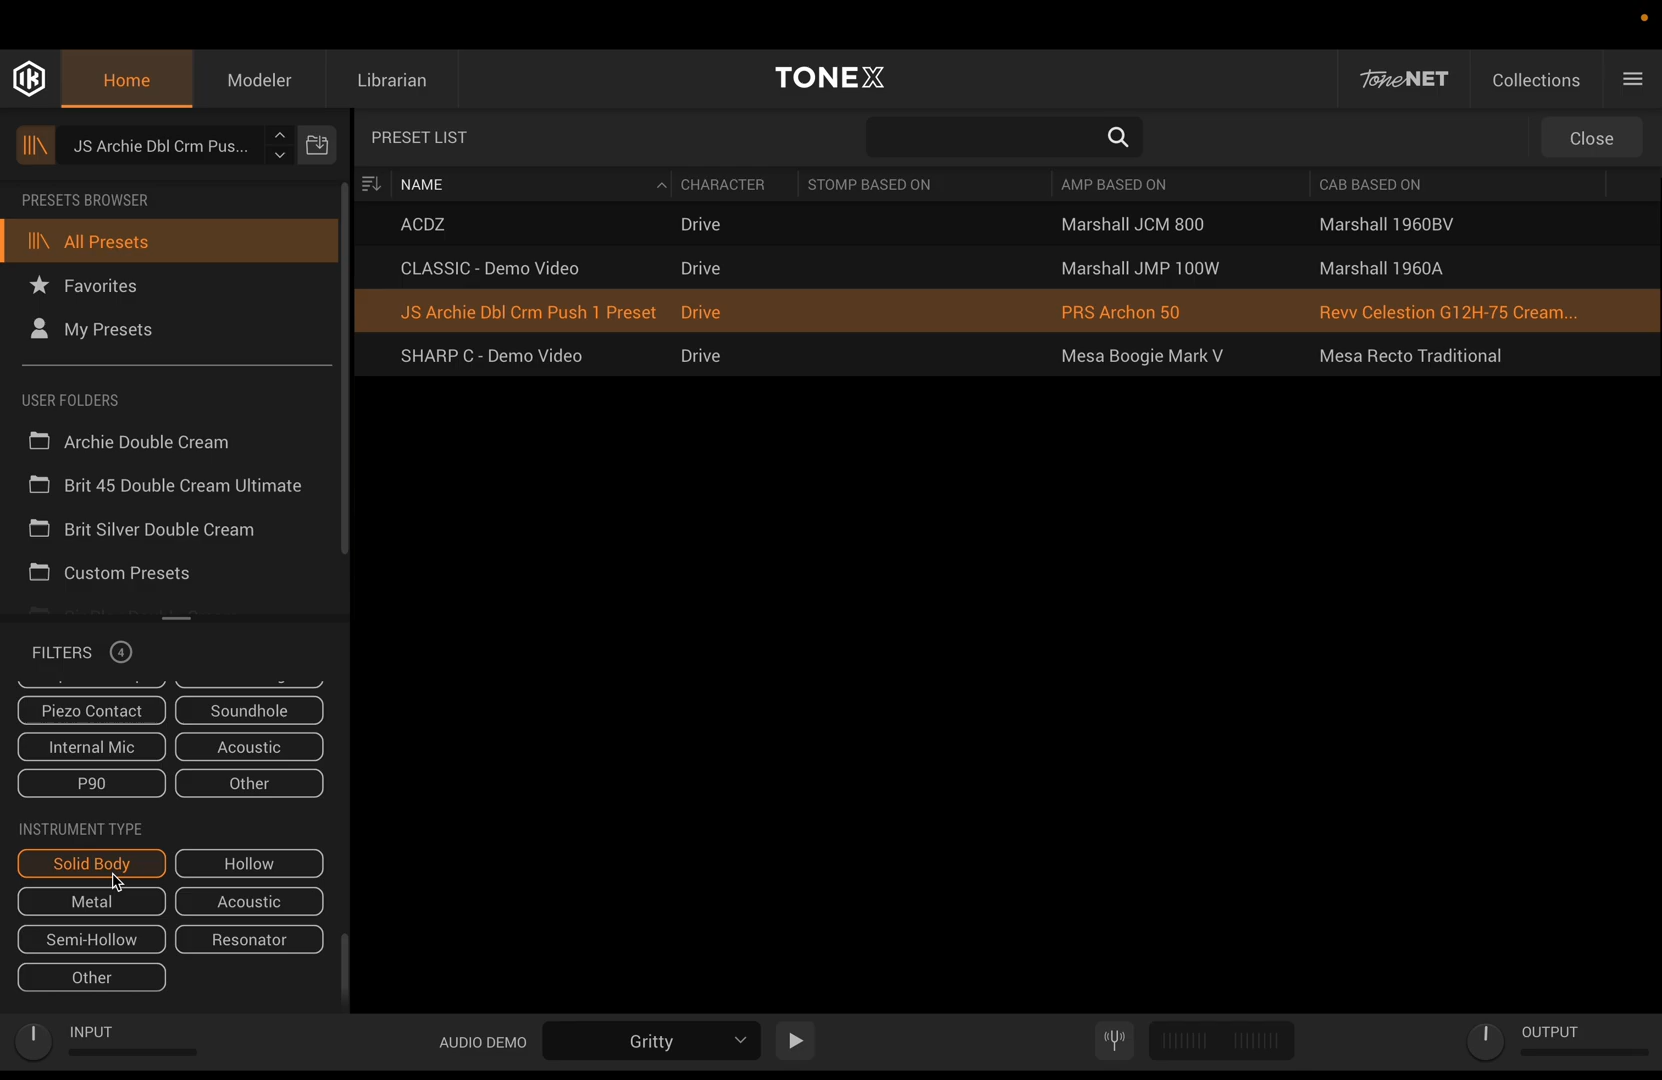 Home
Modeler
Librarian
TONEX
ToneNET
Collections
JS Archie Dbl Crm Pus...
PRESET LIST
Close
PRESETS BROWSER
All Presets
Favorites
My Presets
USER FOLDERS
Archie Double Cream
Brit 45 Double Cream Ultimate
Brit Silver Double Cream
Custom Presets
NAME CHARACTER STOMP BASED ON AMP BASED ON CAB BASED ON
ACDZ Drive Marshall JCM 800 Marshall 1960BV
CLASSIC - Demo Video Drive Marshall JMP 100W Marshall 1960A
JS Archie Dbl Crm Push 1 Preset Drive PRS Archon 50 Revv Celestion G12H-75 Cream...
SHARP C - Demo Video Drive Mesa Boogie Mark V Mesa Recto Traditional
FILTERS 4
Piezo Contact Soundhole
Internal Mic Acoustic
P90 Other
INSTRUMENT TYPE
Solid Body Hollow
Metal Acoustic
Semi-Hollow Resonator
Other
INPUT
AUDIO DEMO
Gritty
OUTPUT